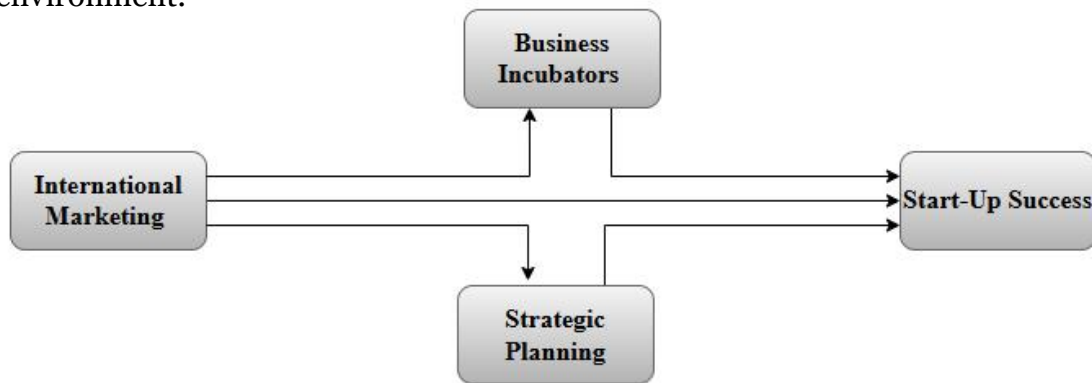 environment.
Business
Incubators
International
Marketing
Start-Up Success
Strategic
Planning